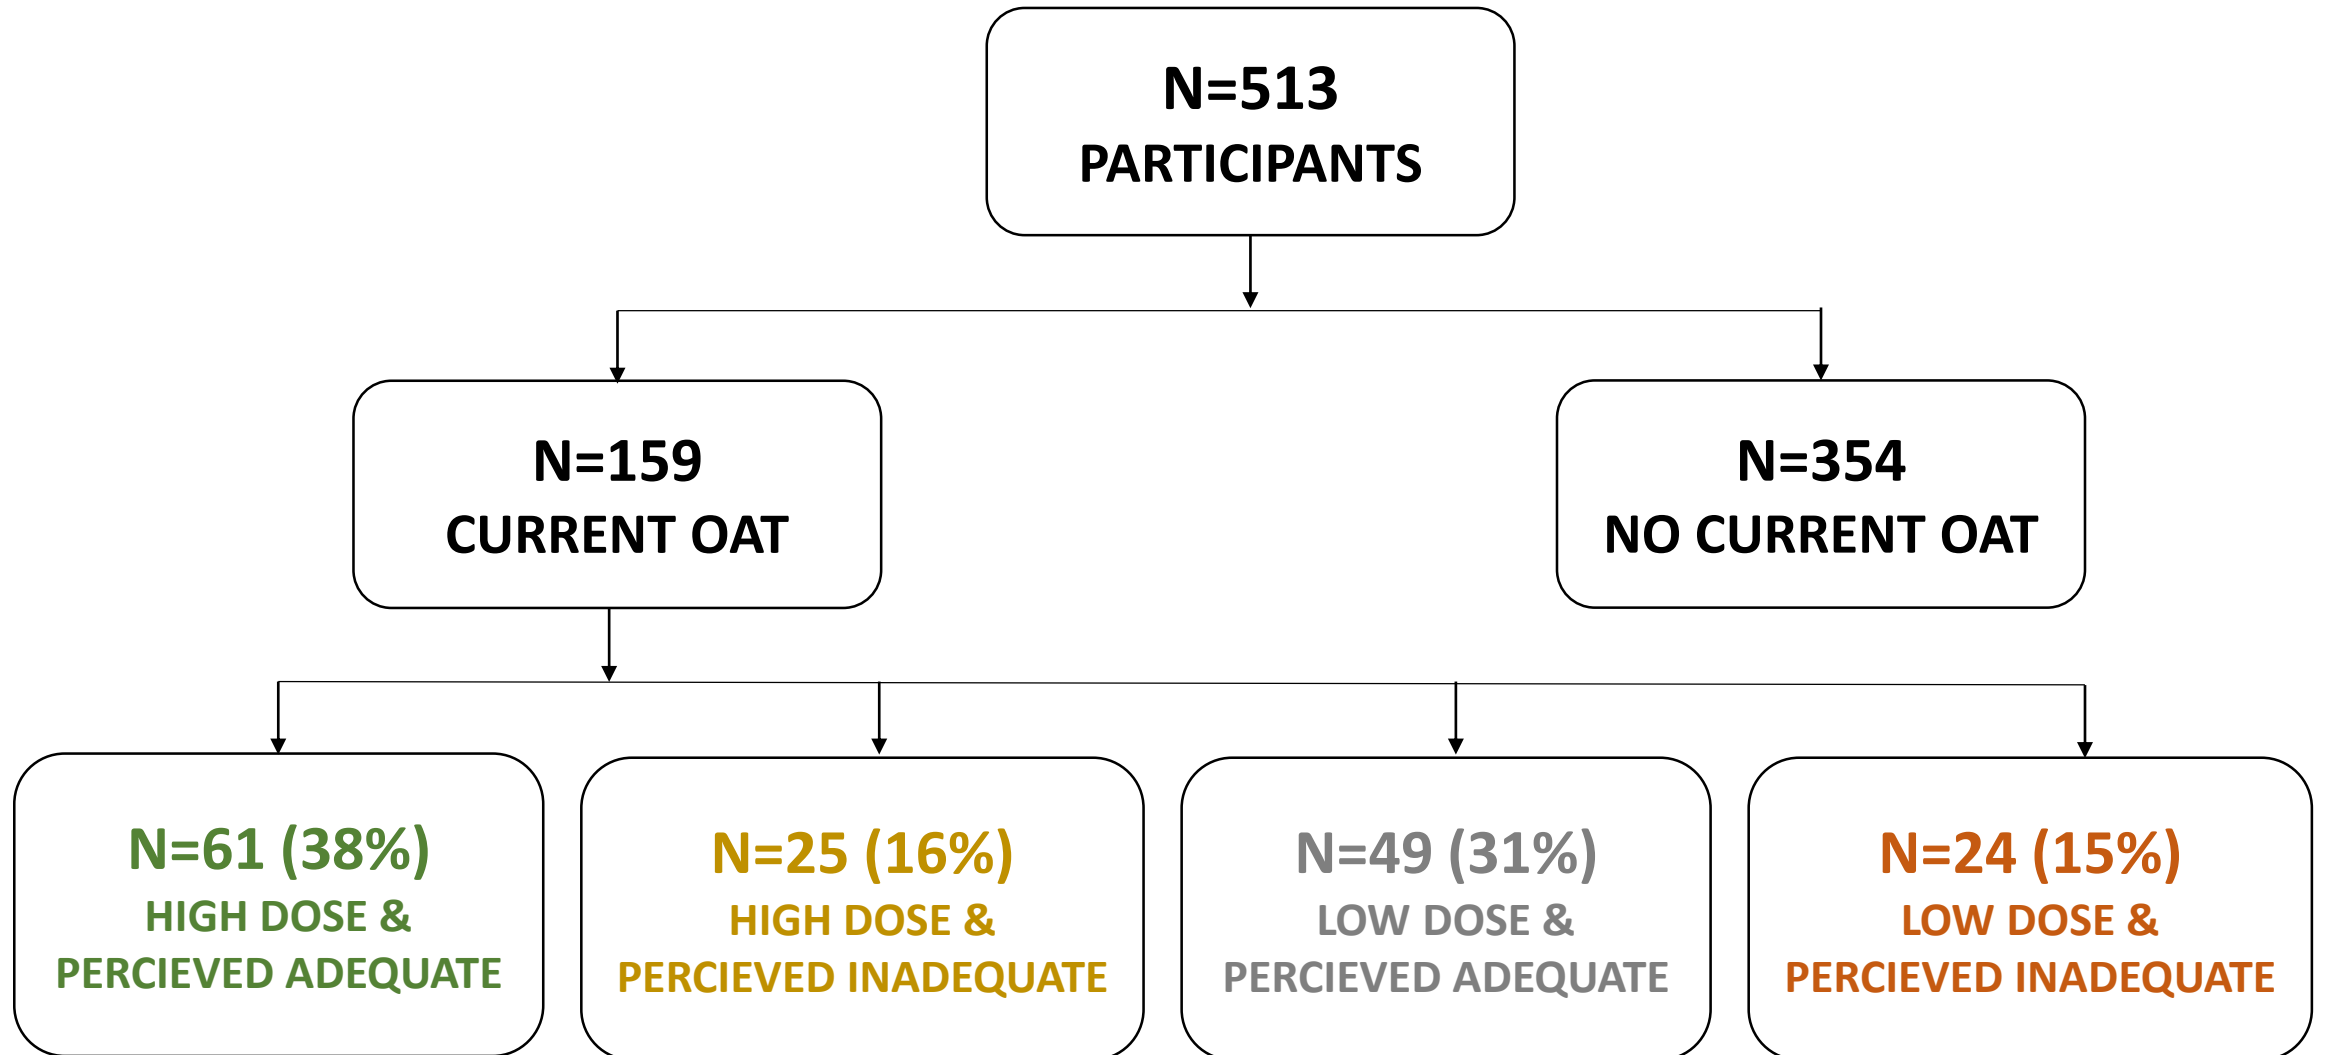 N=513
PARTICIPANTS
N=159
CURRENT OAT
N=354
NO CURRENT OAT
N=61 (38%)
HIGH DOSE &
PERCIEVED ADEQUATE
N=25 (16%)
HIGH DOSE &
PERCIEVED INADEQUATE
N=49 (31%)
LOW DOSE &
PERCIEVED ADEQUATE
N=24 (15%)
LOW DOSE &
PERCIEVED INADEQUATE